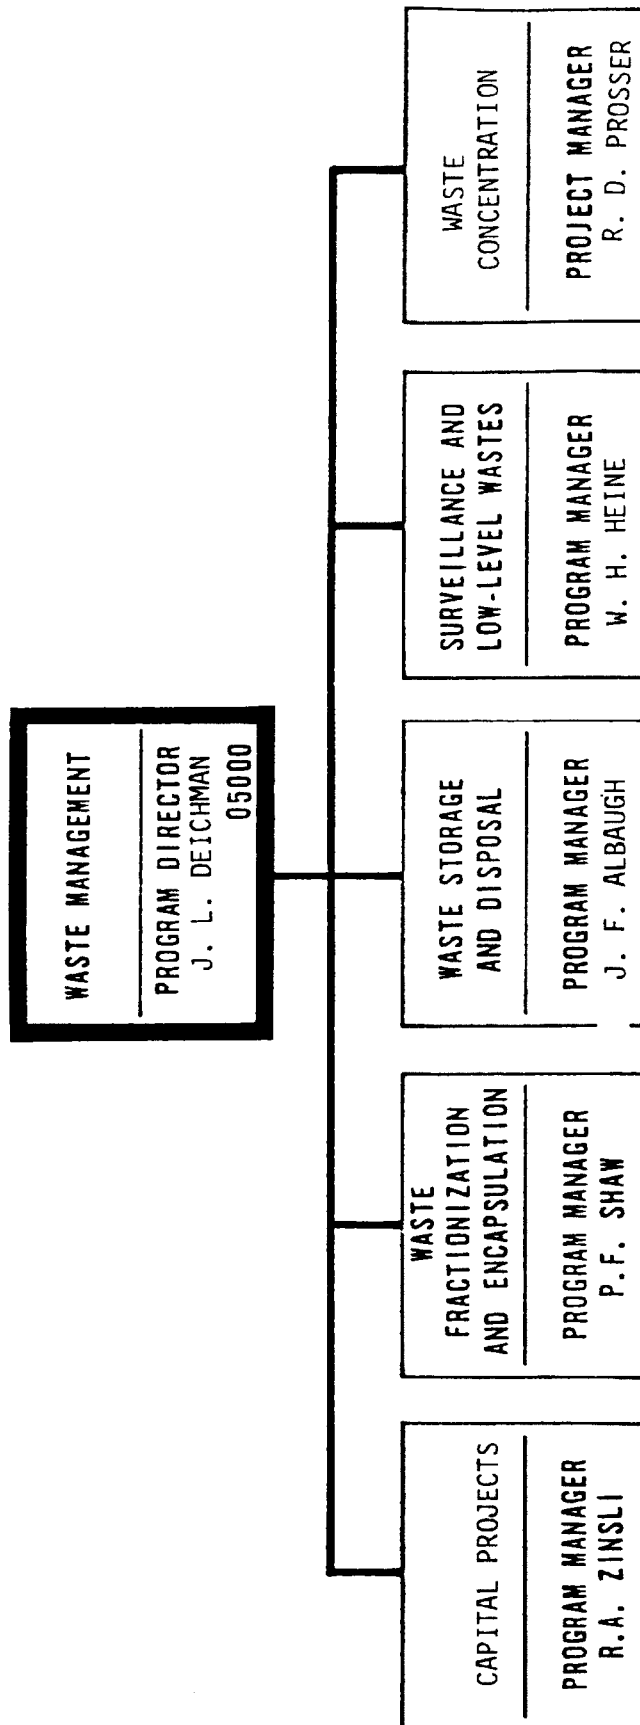 WASTE MANAGEMENT
PROGRAM DIRECTOR
J. L. DEICHMAN
05000
CAPITAL PROJECTS
PROGRAM MANAGER
R.A. ZINSLI
WASTE
FRACTIONIZATION
AND ENCAPSULATION
PROGRAM MANAGER
P.F. SHAW
WASTE STORAGE
AND DISPOSAL
PROGRAM MANAGER
J. F. ALBAUGH
SURVEILLANCE AND
LOW-LEVEL WASTES
PROGRAM MANAGER
W. H. HEINE
WASTE
CONCENTRATION
PROJECT MANAGER
R. D. PROSSER